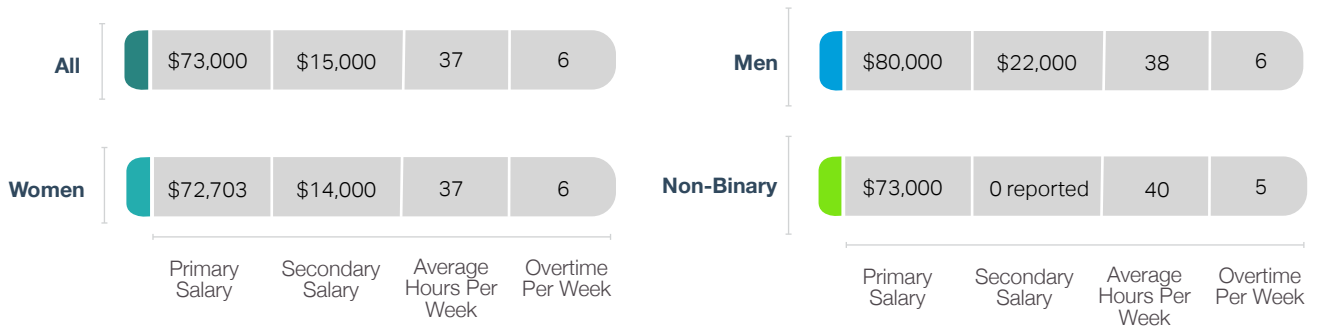 All
$73,000
$15,000
37
6
Women
$72,703
$14,000
37
6
Primary
Salary
Secondary
Salary
Average
Hours Per
Week
Overtime
Per Week
Men
$80,000
$22,000
38
6
Non-Binary
$73,000
0 reported
40
5
Primary
Salary
Secondary
Salary
Average
Hours Per
Week
Overtime
Per Week